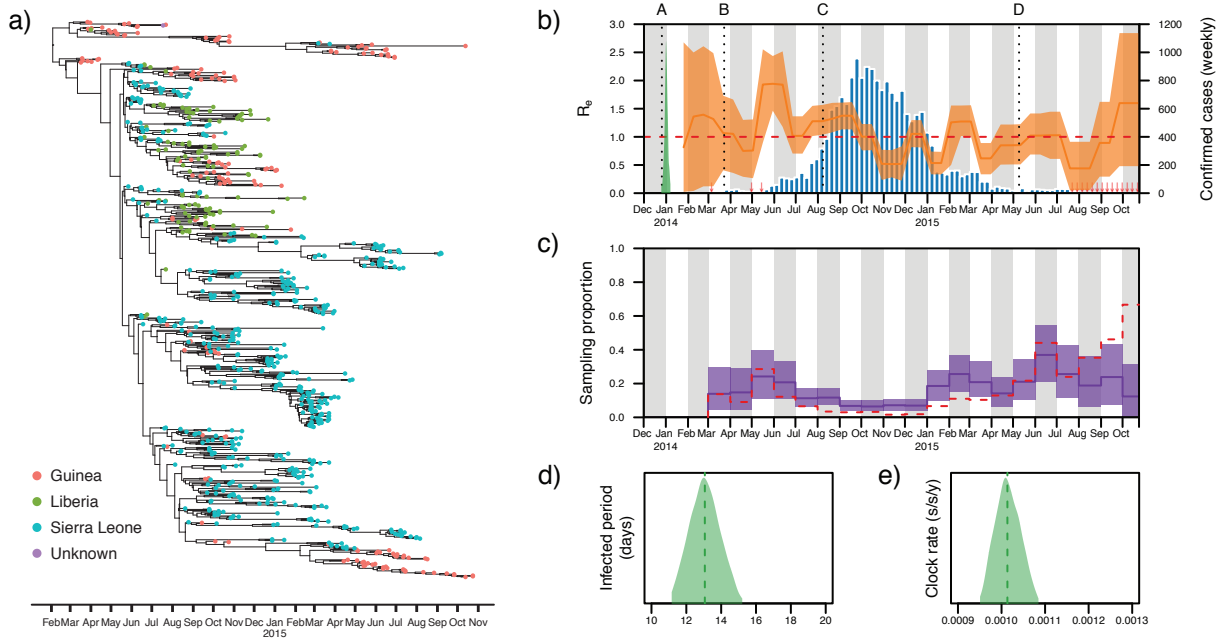 a)
Guinea
Liberia
Sierra Leone
Unknown
Feb Mar Apr May Jun Jul Aug Sep Oct Nov Dec Jan Feb Mar Apr May Jun Jul Aug Sep Oct Nov
2015
b)
A B C D
3.0
2.5
2.0
1.5
1.0
0.5
0.0
Re
1200
1000
800
600
400
200
0
Confirmed cases (weekly)
Dec Jan Feb Mar Apr May Jun Jul Aug Sep Oct Nov Dec Jan Feb Mar Apr May Jun Jul Aug Sep Oct
2014 2015
c)
1.0
0.8
0.6
0.4
0.2
0.0
Sampling proportion
Dec Jan Feb Mar Apr May Jun Jul Aug Sep Oct Nov Dec Jan Feb Mar Apr May Jun Jul Aug Sep Oct
2014 2015
d)
Infected period
(days)
10 12 14 16 18 20
e)
Clock rate (s/s/y)
0.0009 0.0010 0.0011 0.0012 0.0013